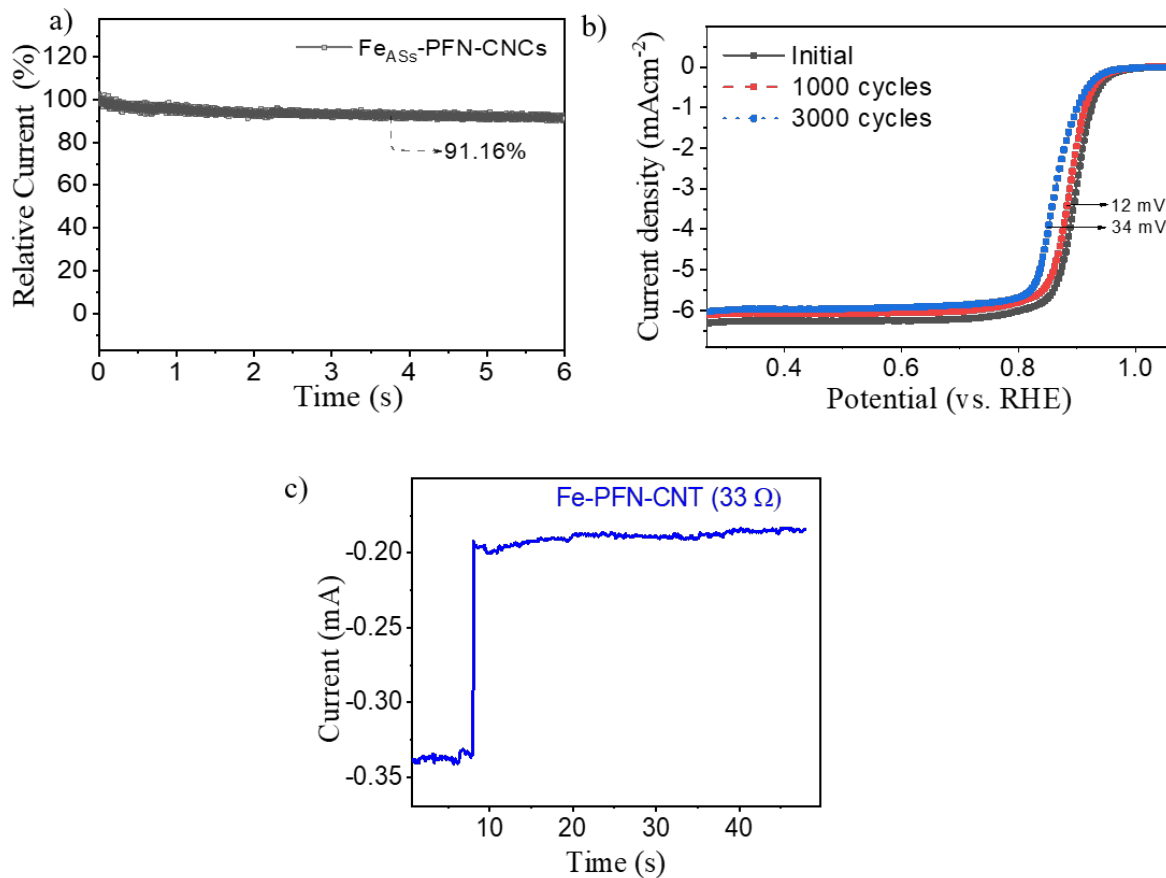 a)
Fe_ASs-PFN-CNCs
120
100
80
60
40
20
0
91.16%
Relative Current (%)
0 1 2 3 4 5 6
Time (s)
b)
Initial
1000 cycles
3000 cycles
0
-1
-2
-3
-4
-5
-6
12 mV
34 mV
Current density (mAcm⁻²)
0.4 0.6 0.8 1.0
Potential (vs. RHE)
c)
Fe-PFN-CNT (33 Ω)
-0.20
-0.25
-0.30
-0.35
Current (mA)
10 20 30 40
Time (s)